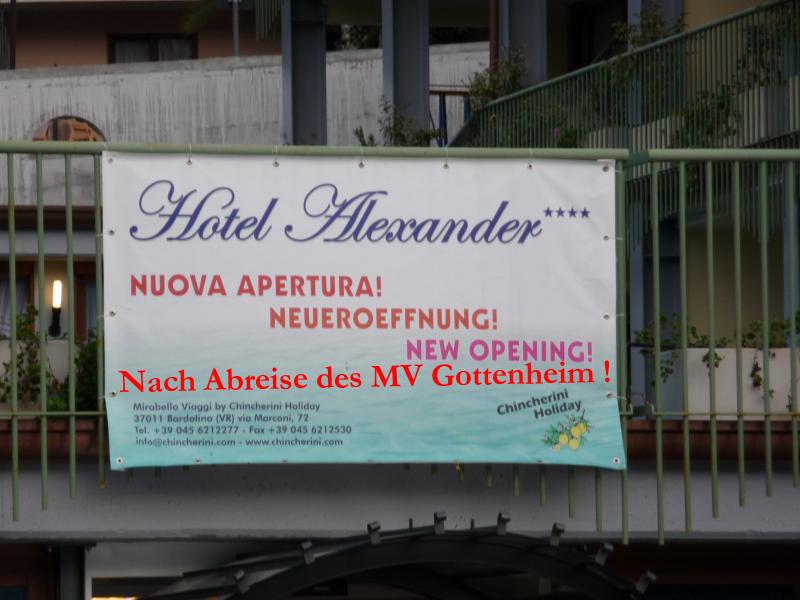 Hotel Alexander ****
NUOVA APERTURA!
NEUEROEFFNUNG!
NEW OPENING!
Nach Abreise des MV Gottenheim !
Mirabello Viaggi by Chincherini Holiday
37011 Bardolino (VR) via Marconi, 72
Tel. +39 045 6212277 - Fax +39 045 6212530
info@chincherini.com - www.chincherini.com
Chincherini
Holiday